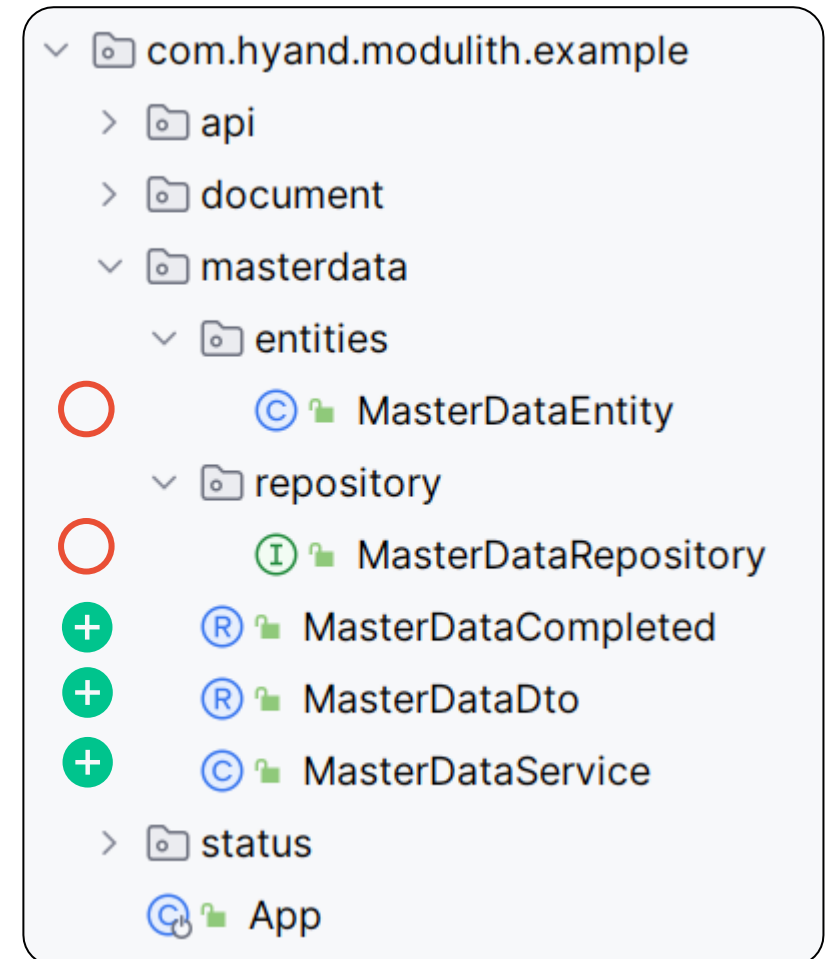 com.hyand.modulith.example
api
document
masterdata
entities
C MasterDataEntity
repository
I MasterDataRepository
R MasterDataCompleted
R MasterDataDto
C MasterDataService
status
C App